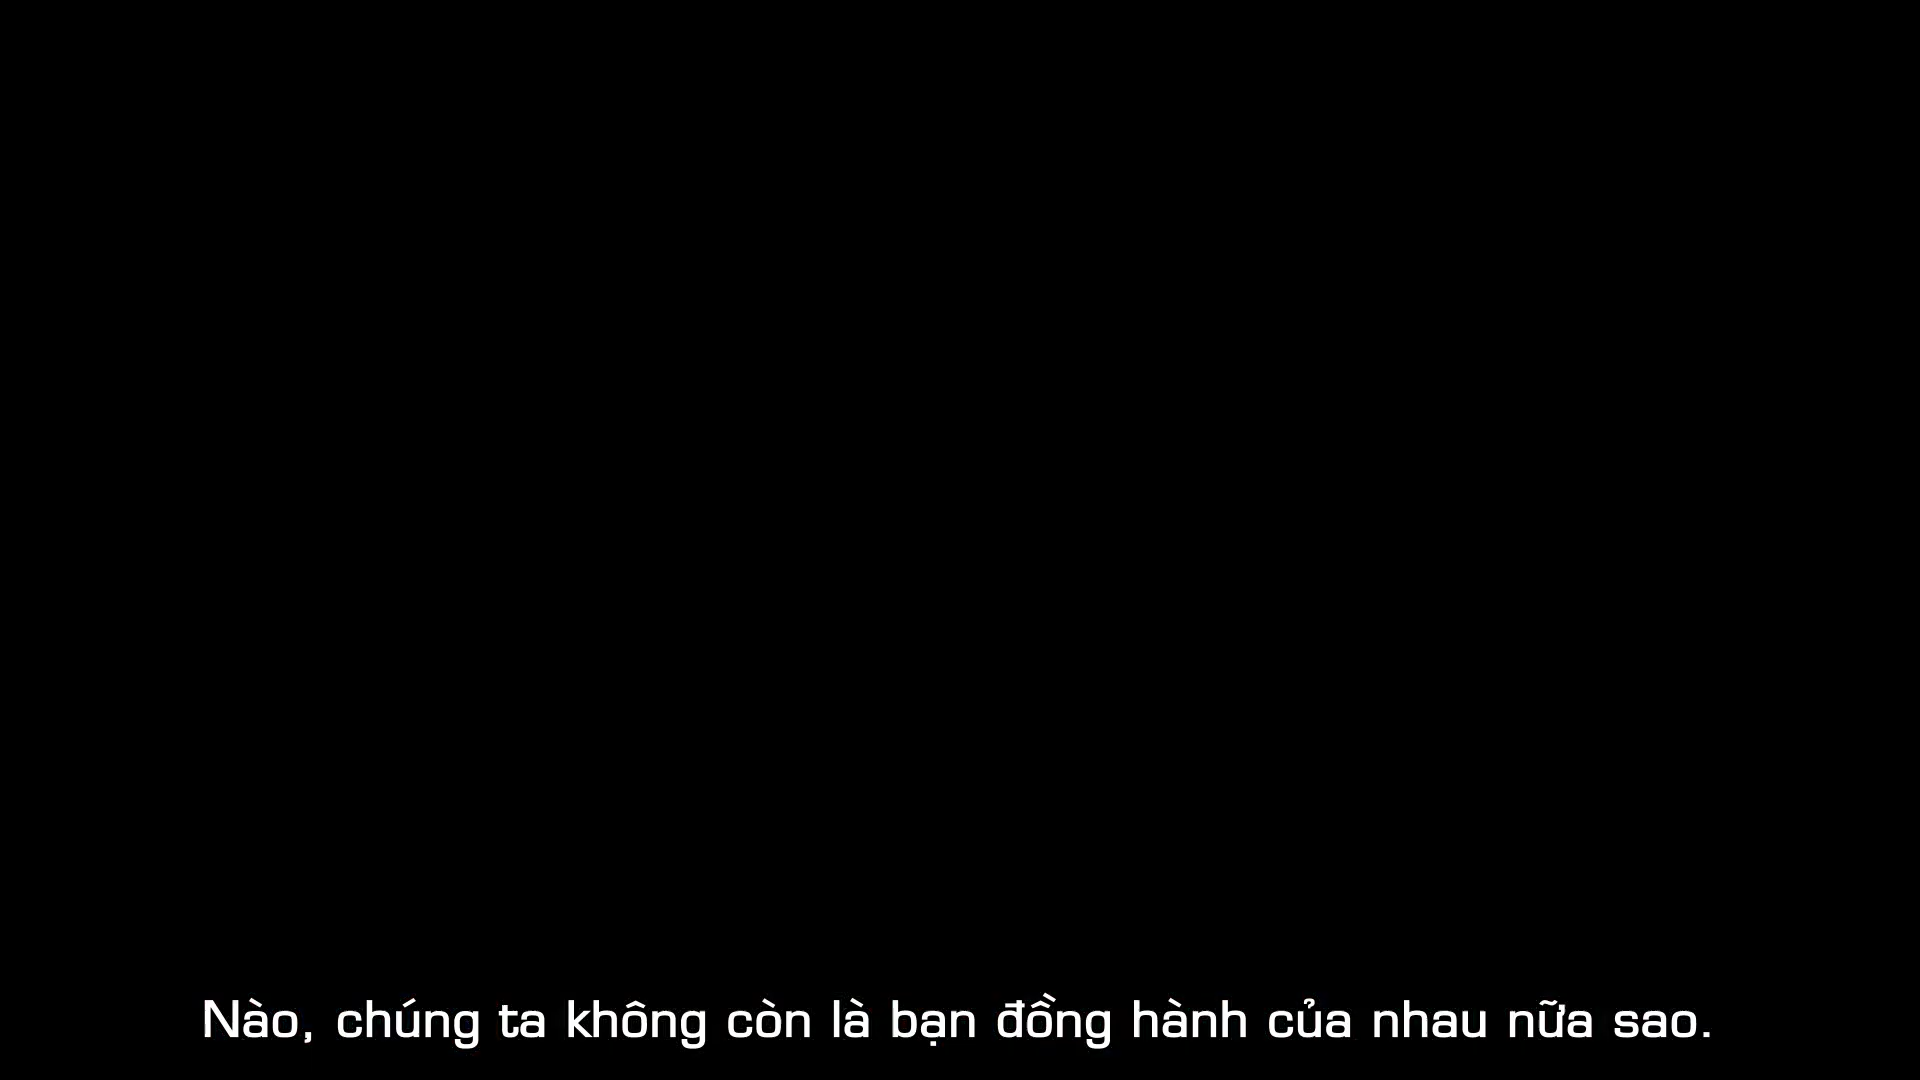 Nào, chúng ta không còn là bạn đồng hành của nhau nữa sao.